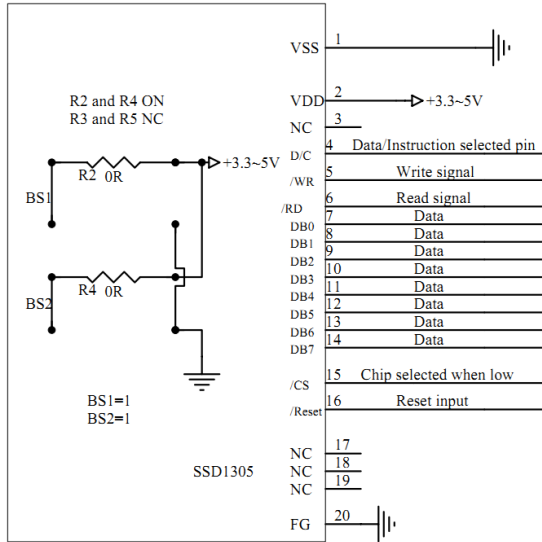 VSS 1
R2 and R4 ON
R3 and R5 NC
VDD 2 +3.3~5V
NC 3
D/C 4 Data/Instruction selected pin
+3.3~5V
R2 0R
/WR 5 Write signal
BS1
/RD 6 Read signal
DB0 7 Data
DB1 8 Data
DB2 9 Data
DB3 10 Data
R4 0R
DB4 11 Data
BS2
DB5 12 Data
DB6 13 Data
DB7 14 Data
/CS 15 Chip selected when low
BS1=1
BS2=1
/Reset 16 Reset input
NC 17
SSD1305
NC 18
NC 19
FG 20